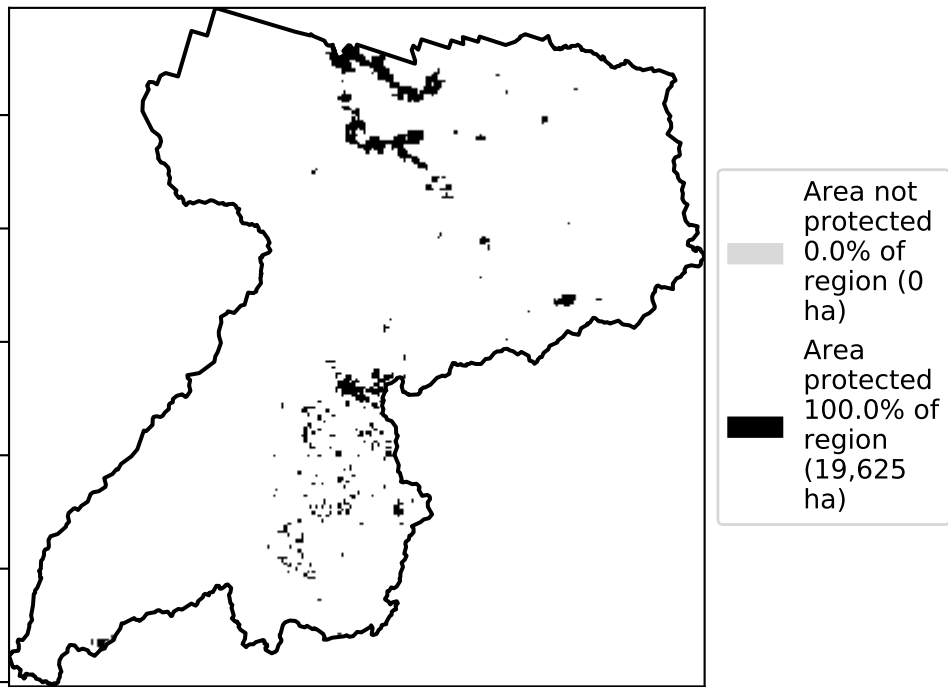 Area not
protected
0.0% of
region (0
ha)
Area
protected
100.0% of
region
(19,625
ha)